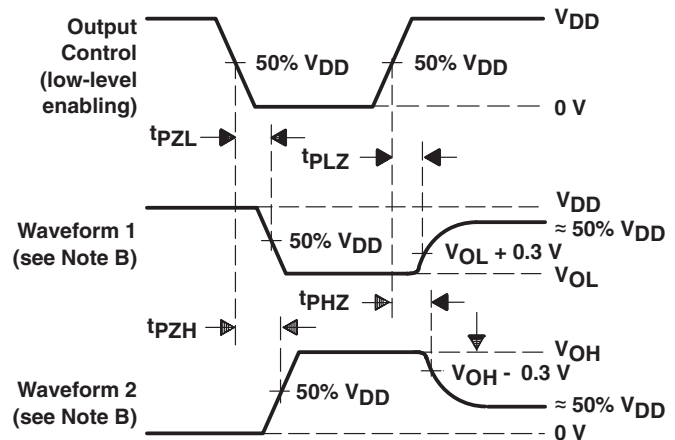 Output
Control
(low-level
enabling)
VDD
50% VDD
50% VDD
0 V
tPZL
tPLZ
Waveform 1
(see Note B)
VDD
≈ 50% VDD
50% VDD
VOL + 0.3 V
VOL
tPHZ
tPZH
Waveform 2
(see Note B)
VOH
VOH - 0.3 V
50% VDD
≈ 50% VDD
0 V